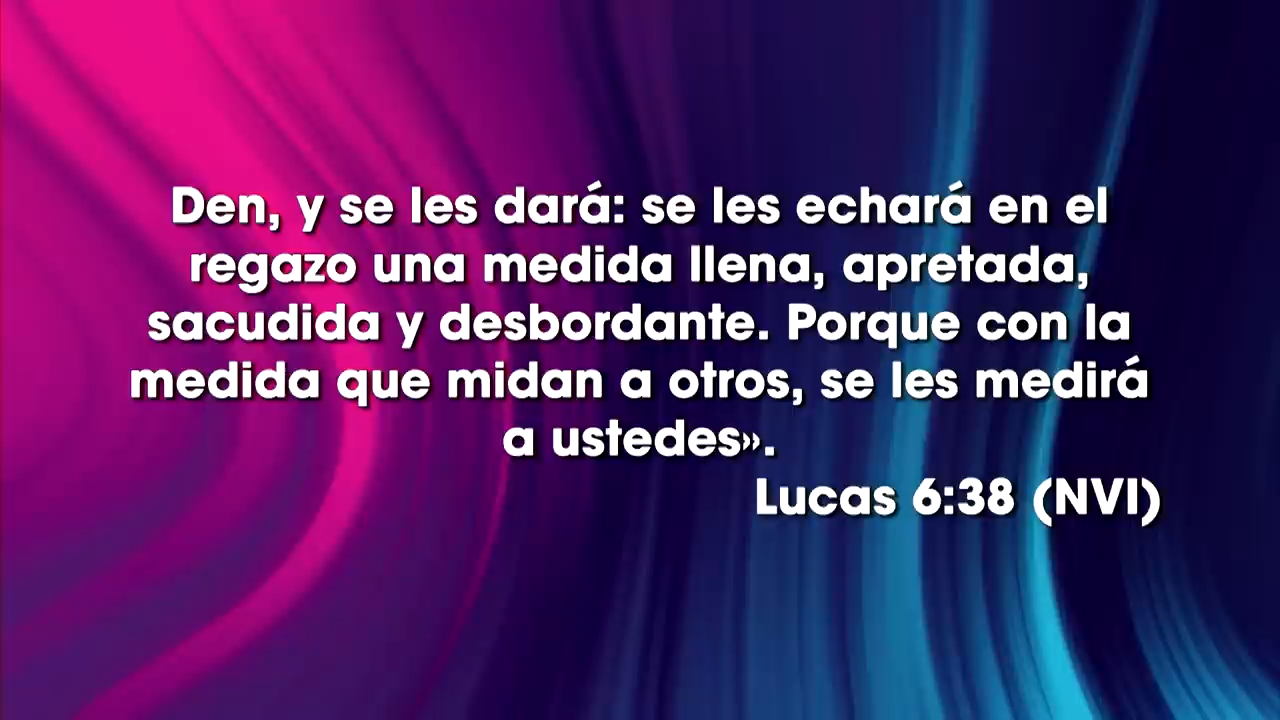 Den, y se les dará: se les echará en el
regazo una medida llena, apretada,
sacudida y desbordante. Porque con la
medida que midan a otros, se les medirá
a ustedes».
Lucas 6:38 (NVI)